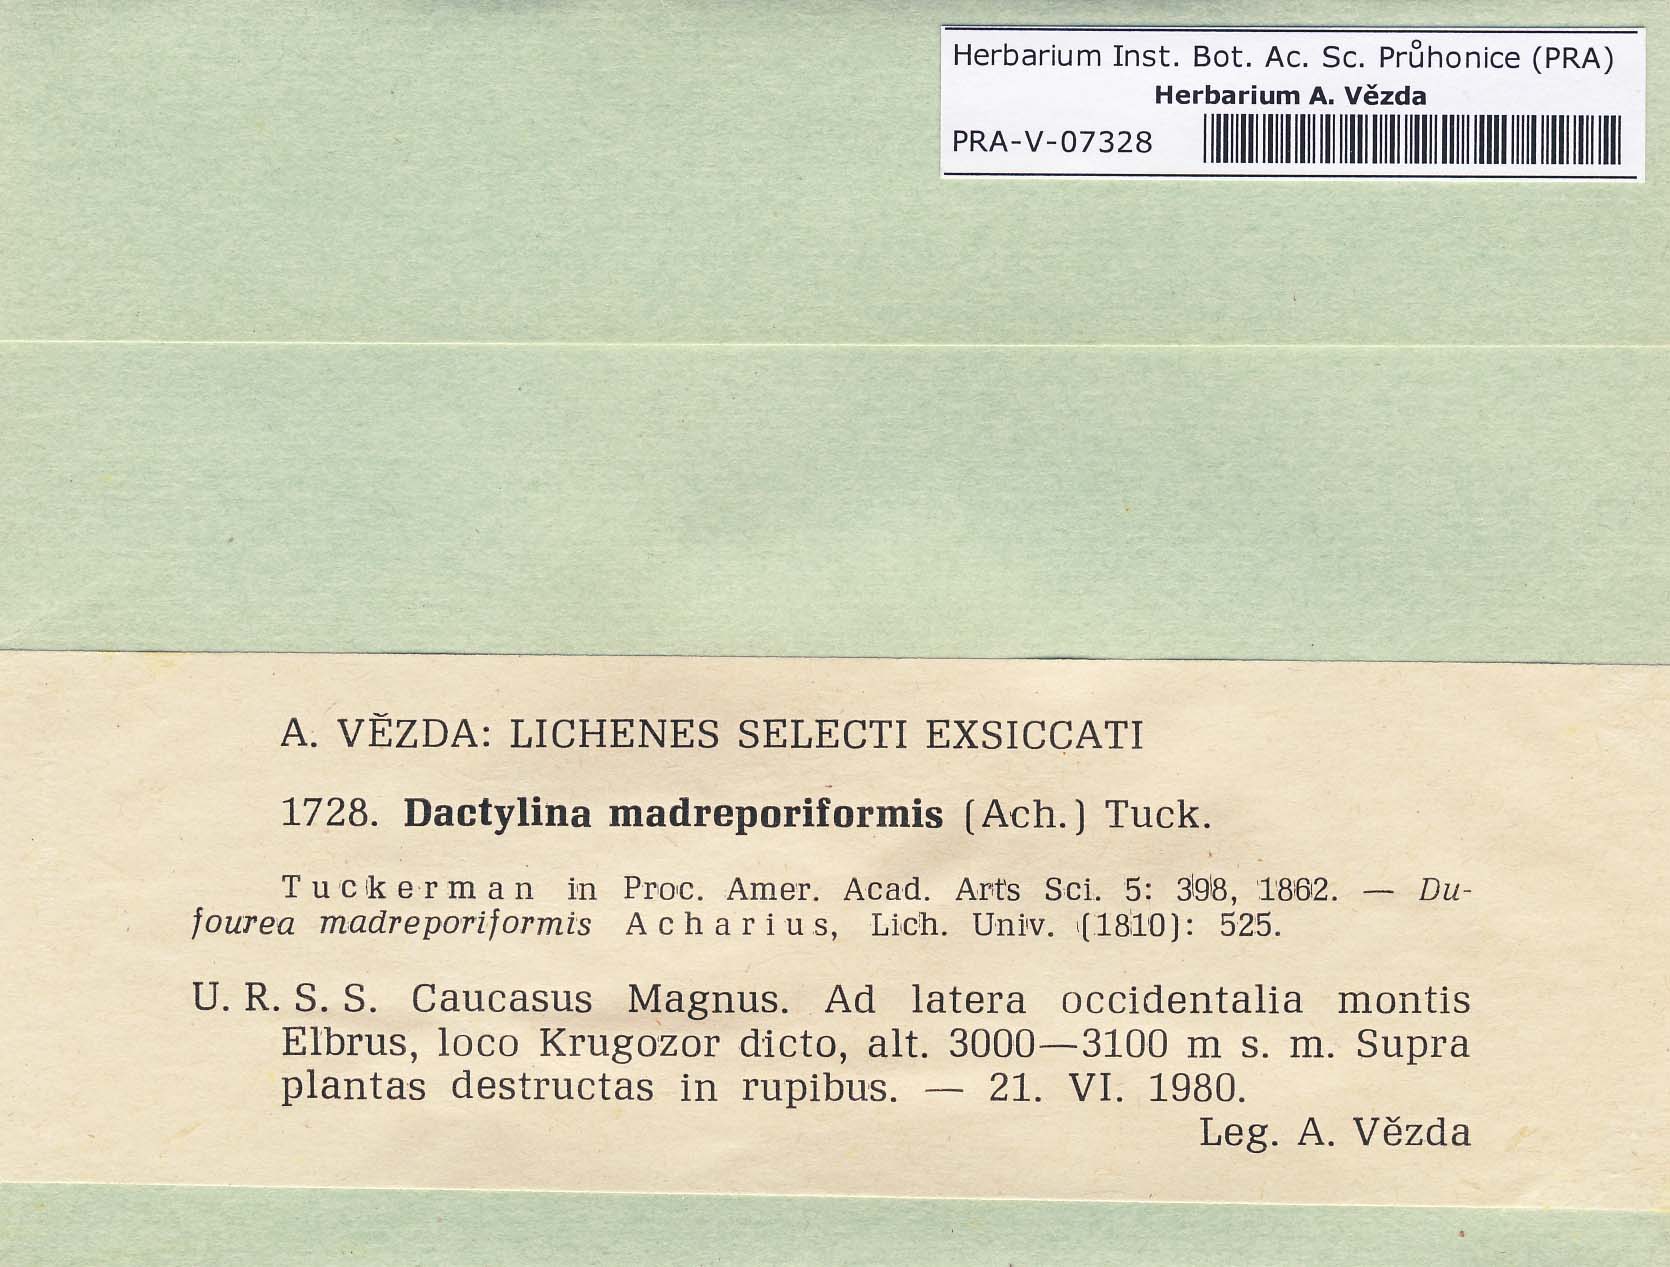 Herbarium Inst. Bot. Ac. Sc. Průhonice (PRA)
Herbarium A. Vězda
PRA-V-07328
A. VĚZDA: LICHENES SELECTI EXSICCATI
1728. Dactylina madreporiformis (Ach.) Tuck.
Tuckerman in Proc. Amer. Acad. Arts Sci. 5: 398, 1862. — Du-
fourea madreporiformis Acharius, Lich. Univ. (1810): 525.
U. R. S. S. Caucasus Magnus. Ad latera occidentalia montis
Elbrus, loco Krugozor dicto, alt. 3000—3100 m s. m. Supra
plantas destructas in rupibus. — 21. VI. 1980.
Leg. A. Vězda